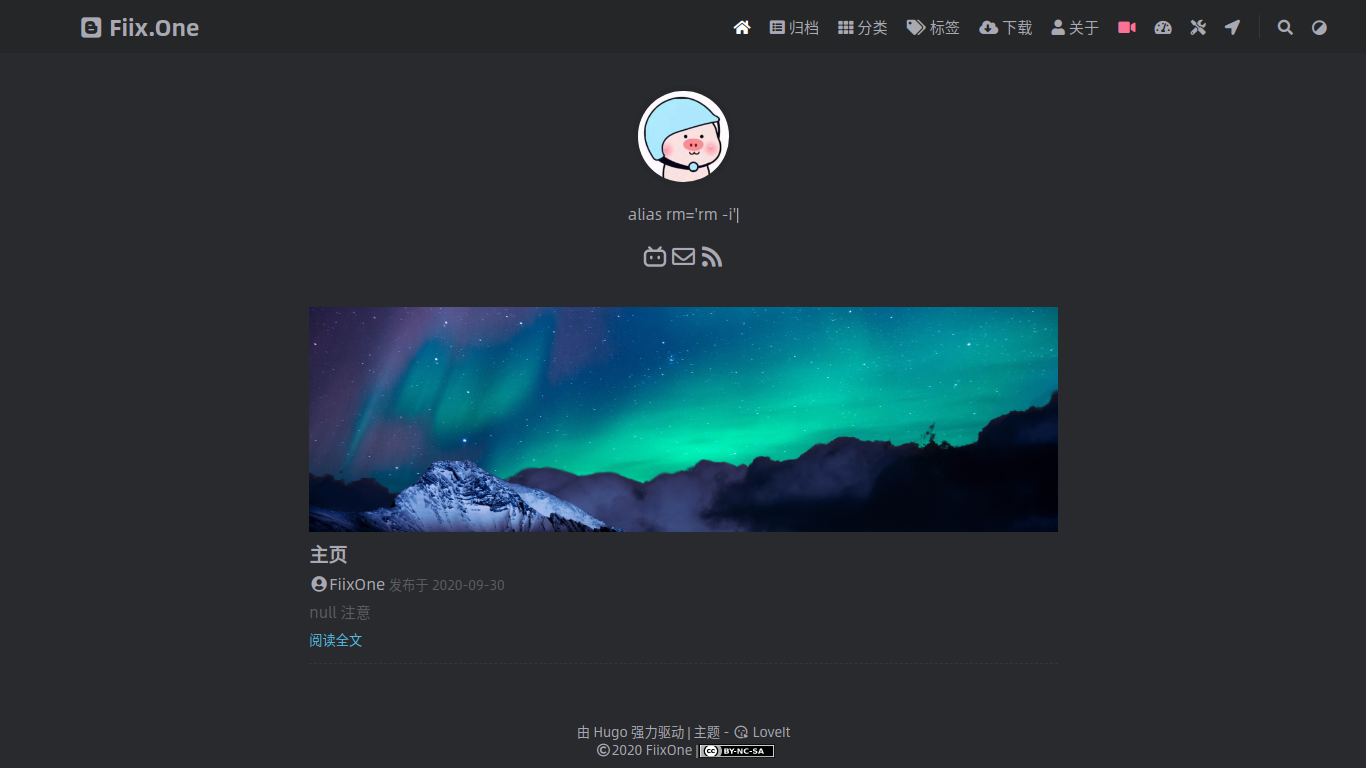 Fiix.One
归档 分类 标签 下载 关于
alias rm='rm -i'|
主页
FiixOne 发布于 2020-09-30
null 注意
阅读全文
由 Hugo 强力驱动 | 主题 - LoveIt
©2020 FiixOne | cc BY-NC-SA